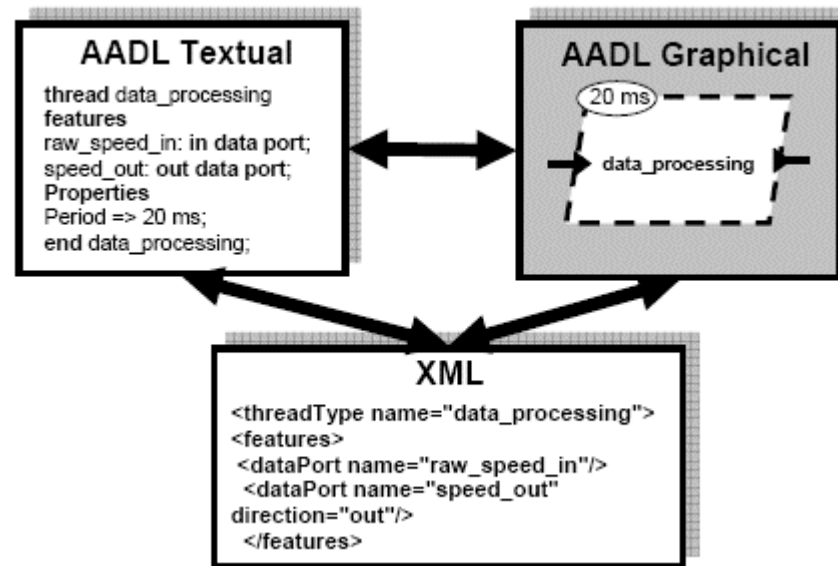 AADL Textual
thread data_processing
features
raw_speed_in: in data port;
speed_out: out data port;
Properties
Period => 20 ms;
end data_processing;
AADL Graphical
20 ms
data_processing
XML
<threadType name="data_processing">
<features>
<dataPort name="raw_speed_in"/>
<dataPort name="speed_out"
direction="out"/>
</features>